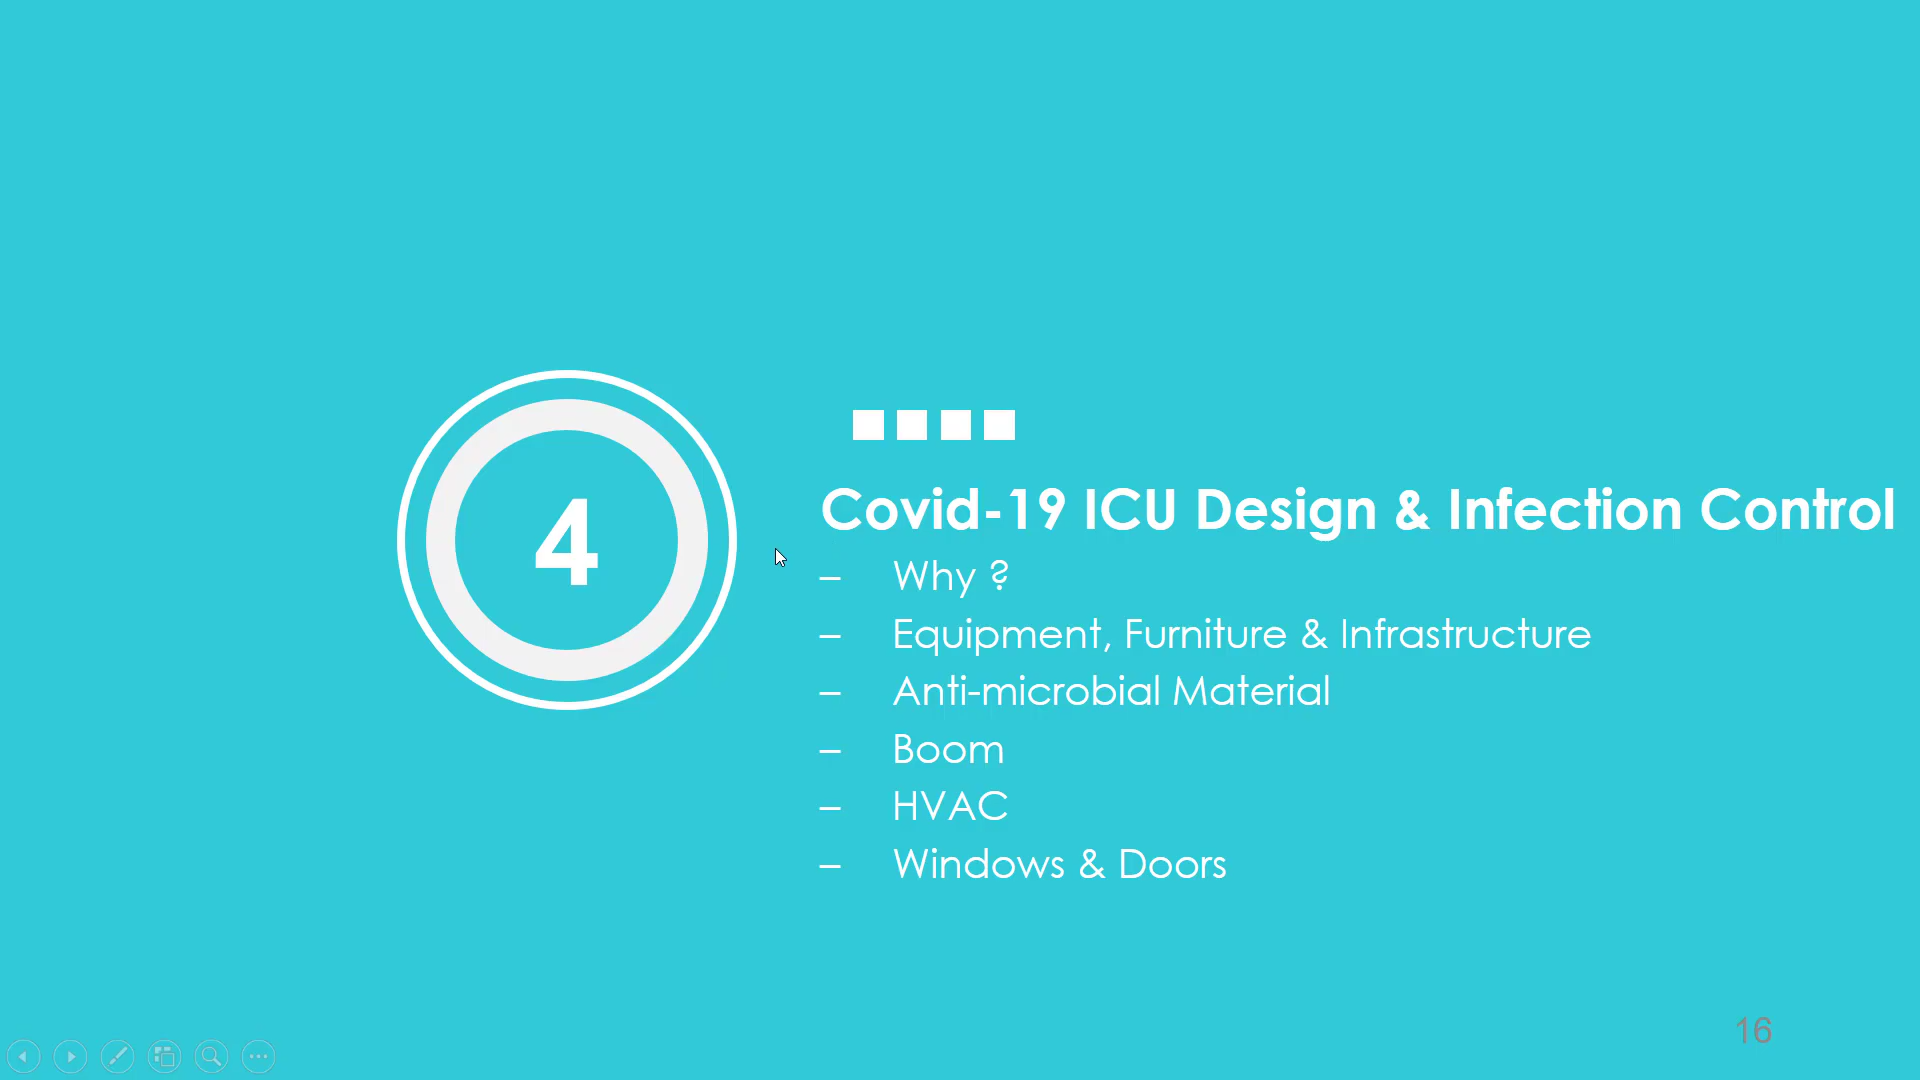 4
Covid-19 ICU Design & Infection Control
– Why ?
– Equipment, Furniture & Infrastructure
– Anti-microbial Material
– Boom
– HVAC
– Windows & Doors
16